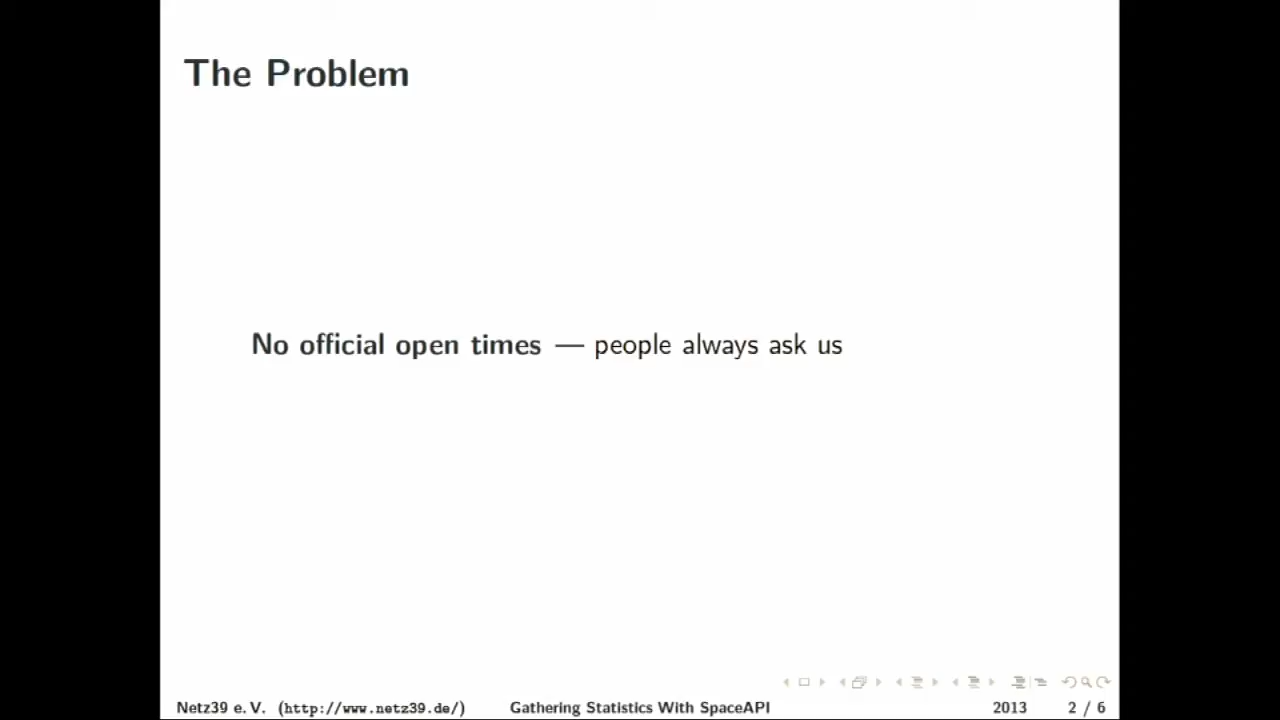 The Problem
No official open times — people always ask us
Netz39 e. V. (http://www.netz39.de/) Gathering Statistics With SpaceAPI 2013 2 / 6